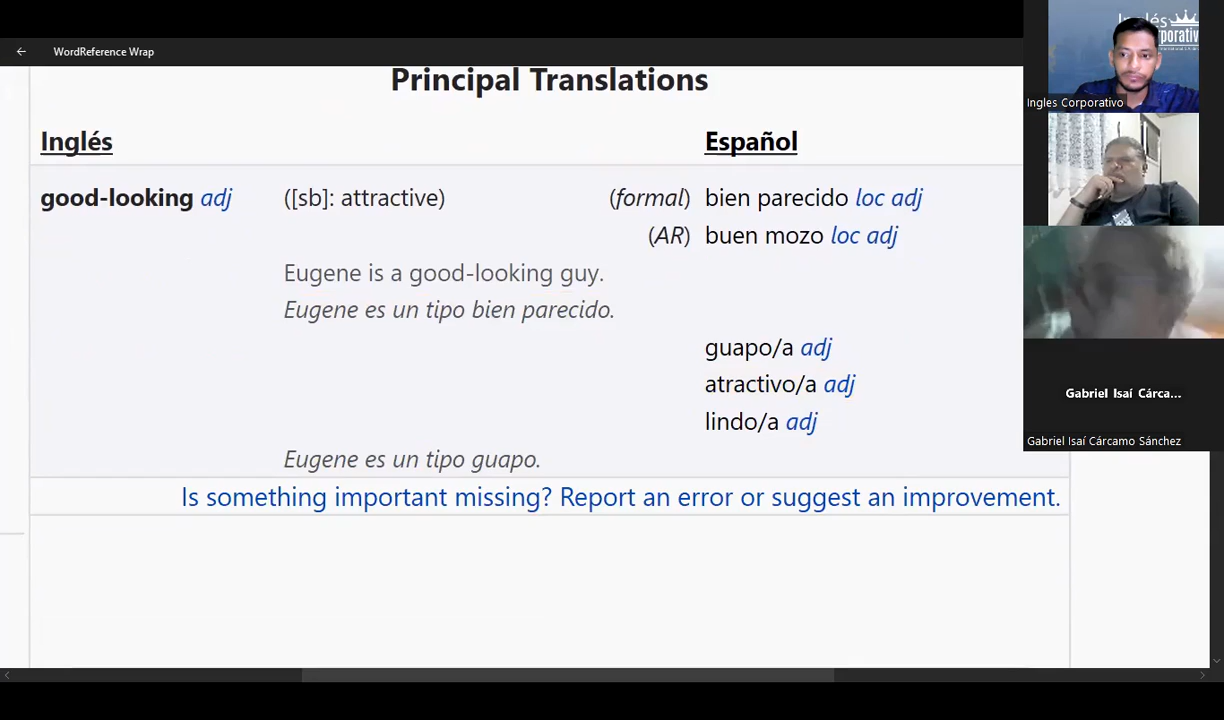 WordReference Wrap
Principal Translations
Inglés Español
good-looking adj ([sb]: attractive) (formal) bien parecido loc adj
(AR) buen mozo loc adj
Eugene is a good-looking guy.
Eugene es un tipo bien parecido.
guapo/a adj
atractivo/a adj
lindo/a adj
Eugene es un tipo guapo.
Is something important missing? Report an error or suggest an improvement.
Ingles Corporativo
Gabriel Isaí Cárca...
Gabriel Isaí Cárcamo Sánchez